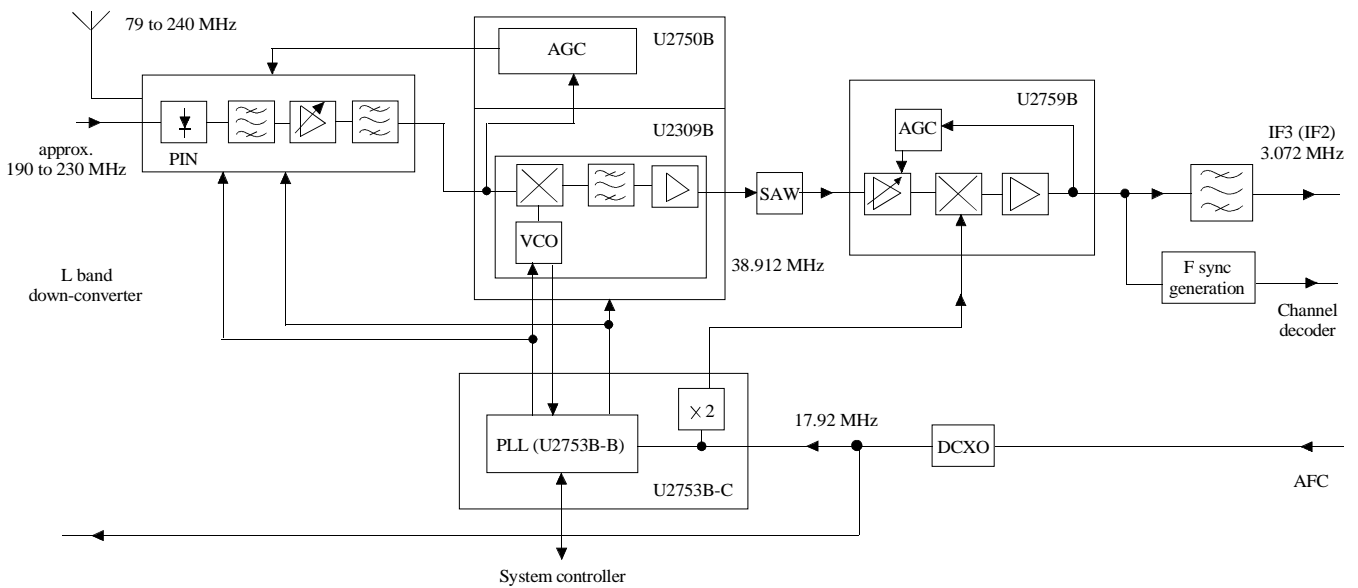 79 to 240 MHz
U2750B
AGC
U2309B
U2759B
AGC
IF3 (IF2)
3.072 MHz
approx.
190 to 230 MHz
PIN
SAW
VCO
38.912 MHz
F sync
generation
Channel
decoder
L band
down-converter
× 2
17.92 MHz
PLL (U2753B-B)
DCXO
U2753B-C
AFC
System controller